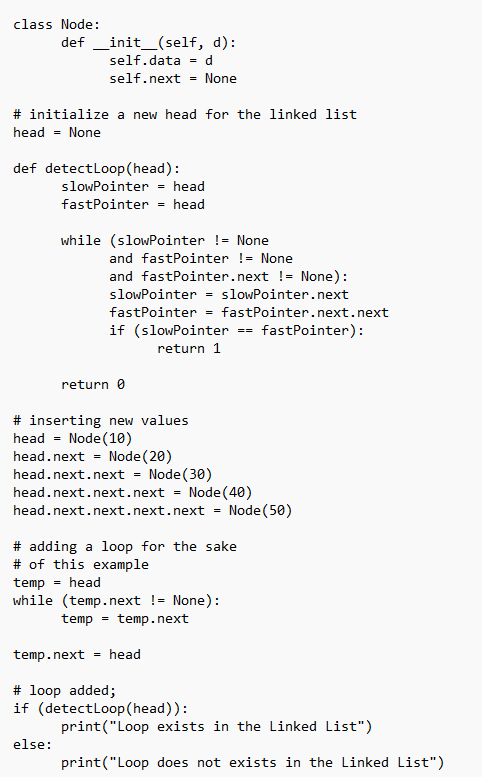 class Node:
      def __init__(self, d):
            self.data = d
            self.next = None

# initialize a new head for the linked list
head = None

def detectLoop(head):
      slowPointer = head
      fastPointer = head

      while (slowPointer != None
            and fastPointer != None
            and fastPointer.next != None):
            slowPointer = slowPointer.next
            fastPointer = fastPointer.next.next
            if (slowPointer == fastPointer):
                  return 1

      return 0

# inserting new values
head = Node(10)
head.next = Node(20)
head.next.next = Node(30)
head.next.next.next = Node(40)
head.next.next.next.next = Node(50)

# adding a loop for the sake
# of this example
temp = head
while (temp.next != None):
      temp = temp.next

temp.next = head

# loop added;
if (detectLoop(head)):
      print("Loop exists in the Linked List")
else:
      print("Loop does not exists in the Linked List")